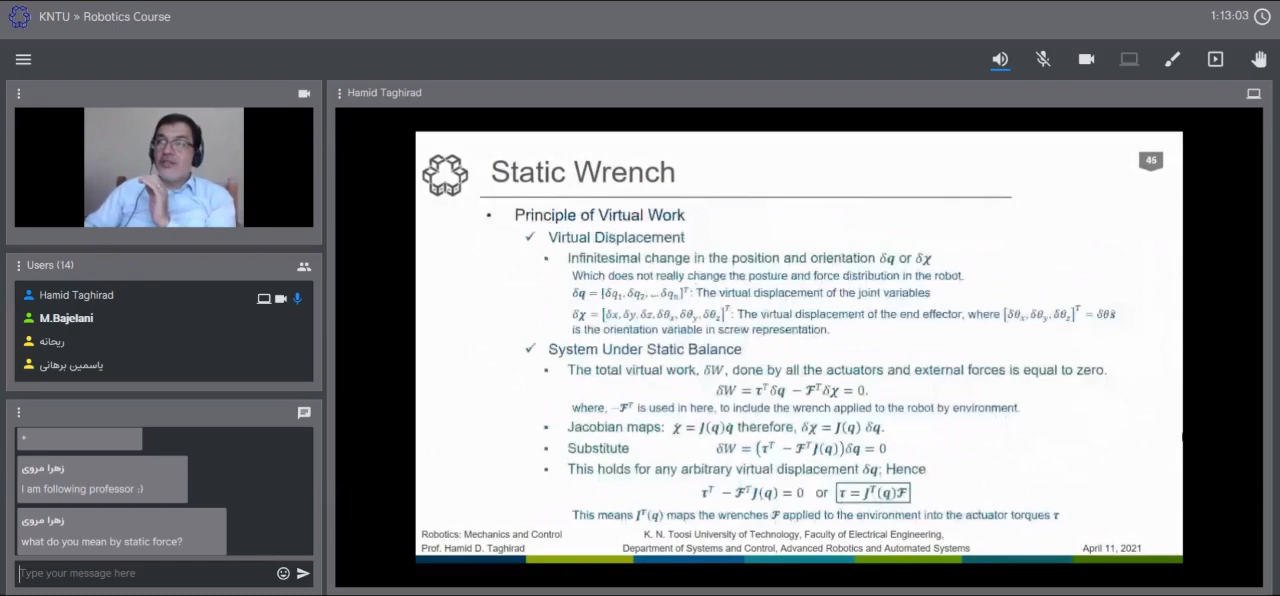 KNTU » Robotics Course
1:13:03
Hamid Taghirad
Users (14)
Hamid Taghirad
M.Bajelani
ریحانه
یاسمین برهانی
+
زهرا مروی
I am following professor :)
زهرا مروی
what do you mean by static force?
Type your message here
Static Wrench
45
• Principle of Virtual Work
✓ Virtual Displacement
▪ Infinitesimal change in the position and orientation δq or δχ
Which does not really change the posture and force distribution in the robot.
δq = [δq₁, δq₂, … δqₙ]ᵀ: The virtual displacement of the joint variables
δχ = [δx, δy, δz, δθₓ, δθᵧ, δθ_z]ᵀ: The virtual displacement of the end effector, where [δθₓ, δθᵧ, δθ_z]ᵀ = δθŝ
is the orientation variable in screw representation.
✓ System Under Static Balance
▪ The total virtual work, δW, done by all the actuators and external forces is equal to zero.
δW = τᵀδq − 𝓕ᵀδχ = 0.
where, −𝓕ᵀ is used in here, to include the wrench applied to the robot by environment.
▪ Jacobian maps: χ̇ = J(q)q̇ therefore, δχ = J(q) δq.
▪ Substitute δW = (τᵀ − 𝓕ᵀJ(q))δq = 0
▪ This holds for any arbitrary virtual displacement δq; Hence
τᵀ − 𝓕ᵀJ(q) = 0 or τ = Jᵀ(q)𝓕
This means Jᵀ(q) maps the wrenches 𝓕 applied to the environment into the actuator torques τ
Robotics: Mechanics and Control
Prof. Hamid D. Taghirad
K. N. Toosi University of Technology, Faculty of Electrical Engineering,
Department of Systems and Control, Advanced Robotics and Automated Systems
April 11, 2021